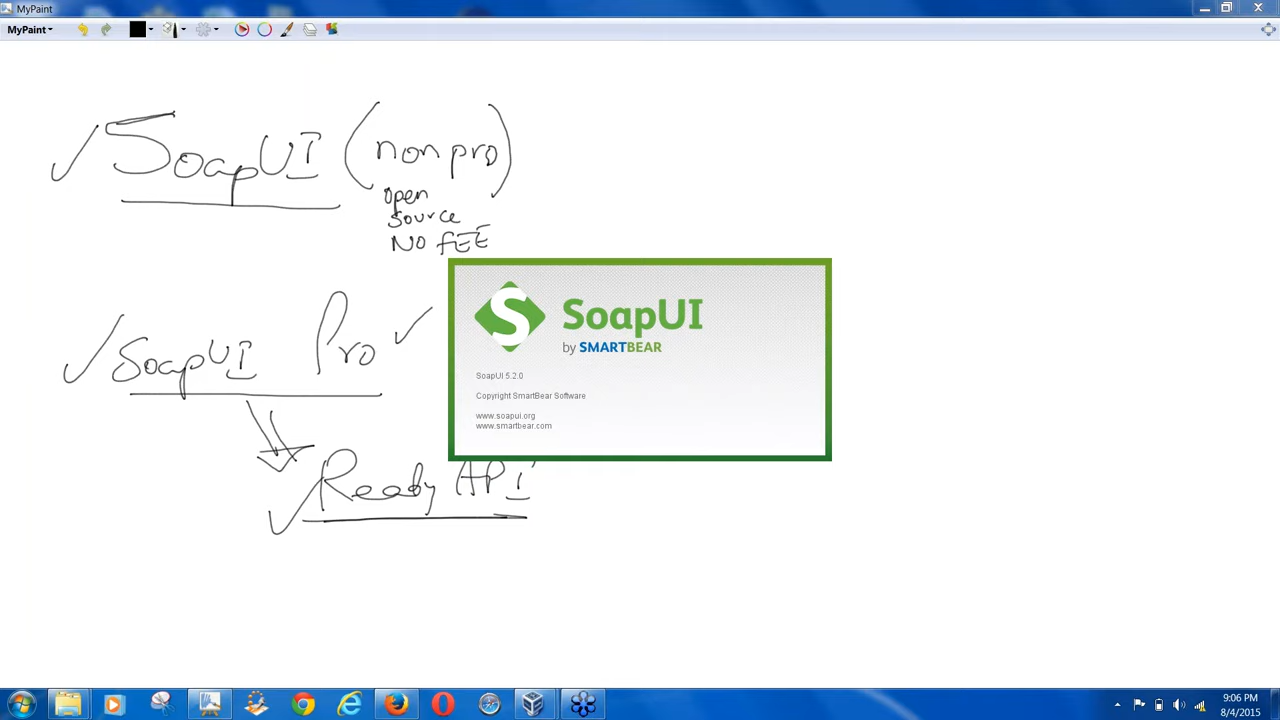 MyPaint
MyPaint
SoapUI (non pro)
open
source
NO FEE
SoapUI
by SMARTBEAR
SoapUI 5.2.0
Copyright SmartBear Software
www.soapui.org
www.smartbear.com
SoapUI Pro
Ready API
9:06 PM
8/4/2015